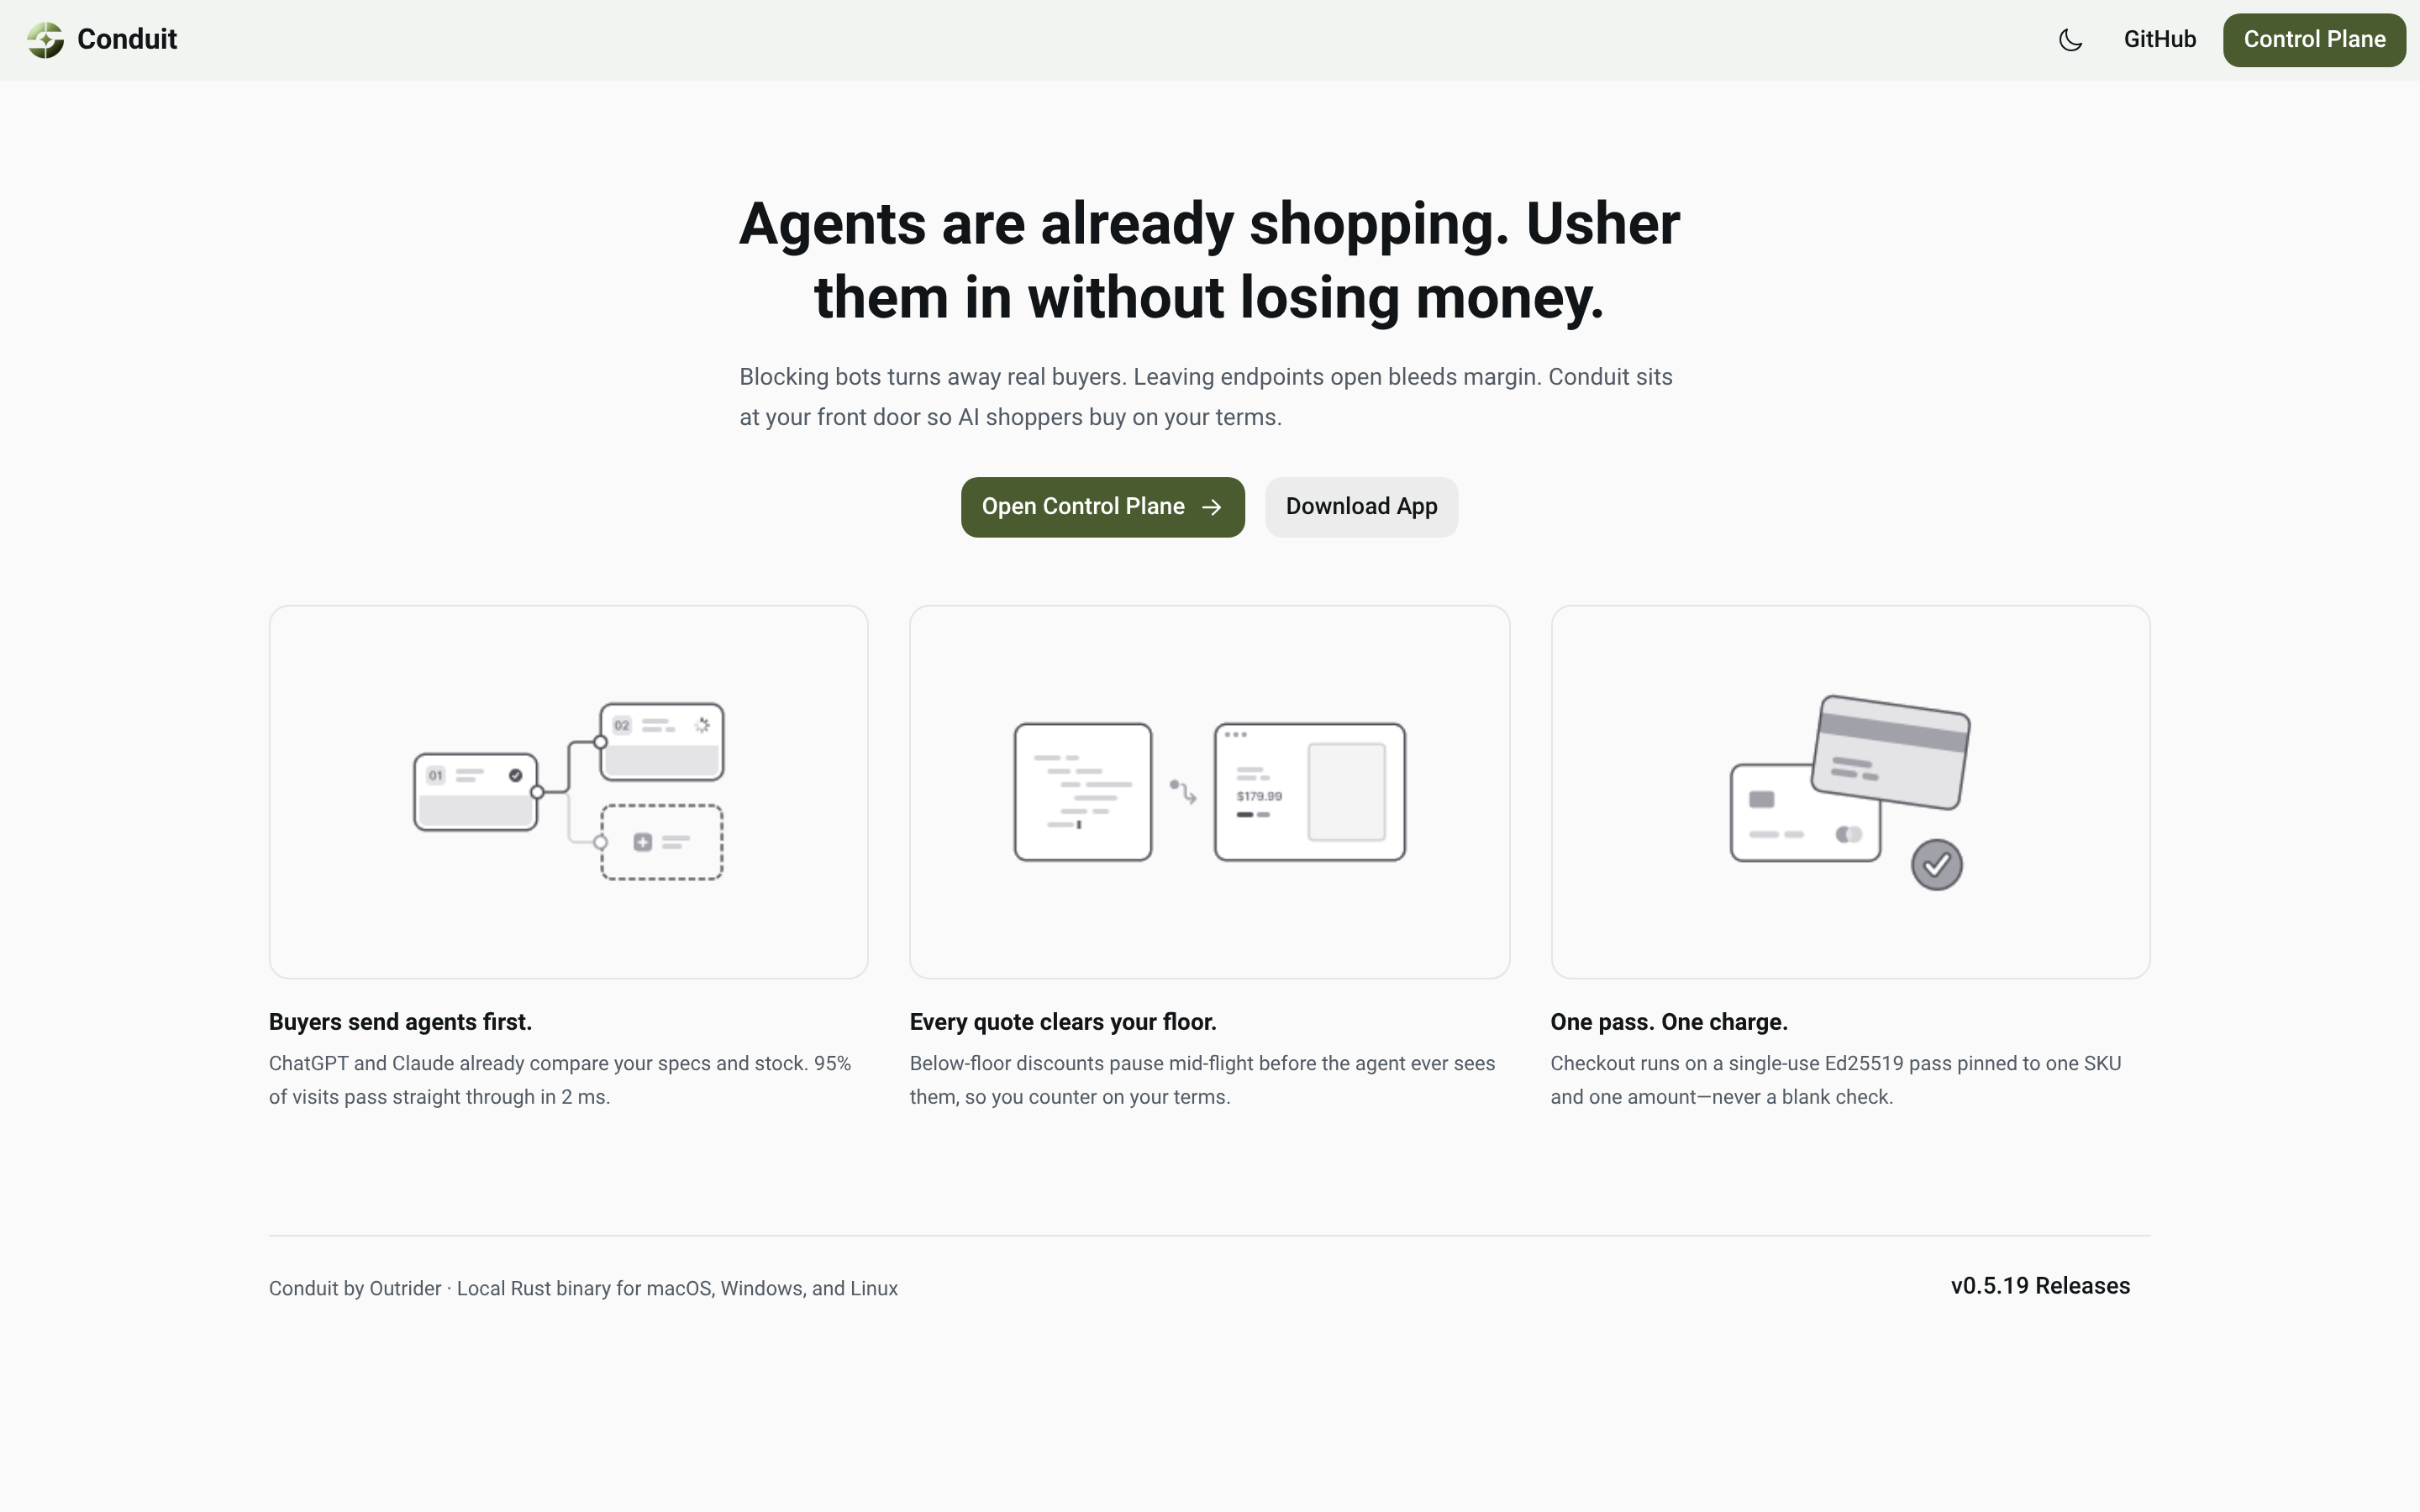 Conduit
GitHub
Control Plane
Agents are already shopping. Usher
them in without losing money.
Blocking bots turns away real buyers. Leaving endpoints open bleeds margin. Conduit sits
at your front door so AI shoppers buy on your terms.
Open Control Plane →
Download App
01
02
$179.99
Buyers send agents first.
ChatGPT and Claude already compare your specs and stock. 95%
of visits pass straight through in 2 ms.
Every quote clears your floor.
Below-floor discounts pause mid-flight before the agent ever sees
them, so you counter on your terms.
One pass. One charge.
Checkout runs on a single-use Ed25519 pass pinned to one SKU
and one amount—never a blank check.
Conduit by Outrider · Local Rust binary for macOS, Windows, and Linux
v0.5.19 Releases